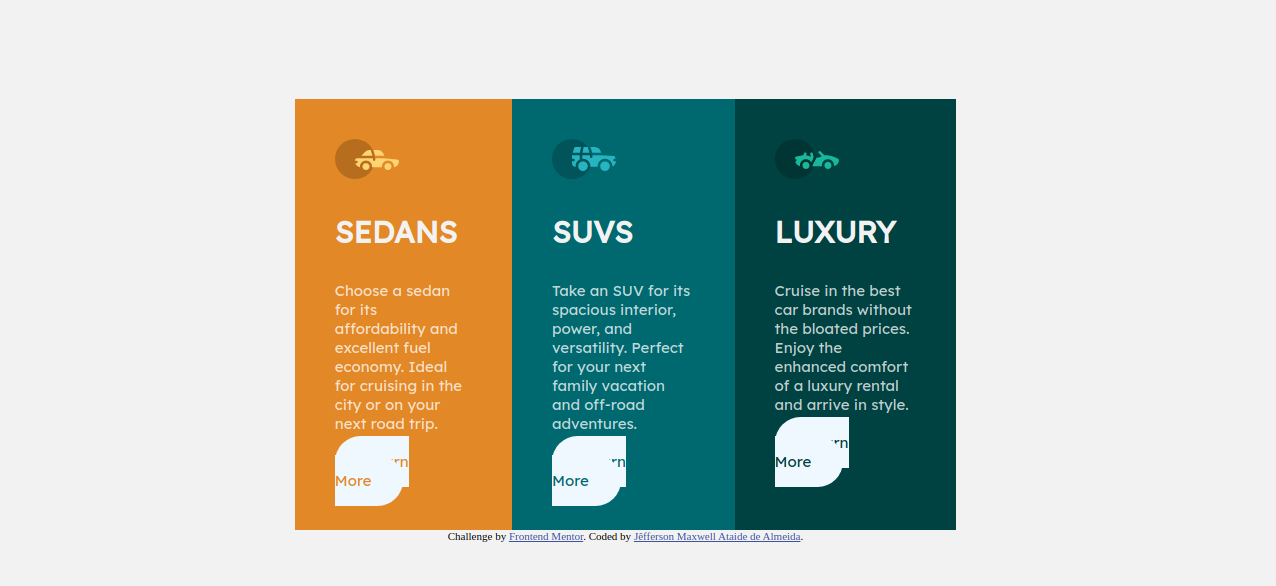 SEDANS
Choose a sedan
for its
affordability and
excellent fuel
economy. Ideal
for cruising in the
city or on your
next road trip.
More
SUVS
Take an SUV for its
spacious interior,
power, and
versatility. Perfect
for your next
family vacation
and off-road
adventures.
More
LUXURY
Cruise in the best
car brands without
the bloated prices.
Enjoy the
enhanced comfort
of a luxury rental
and arrive in style.
More
Challenge by Frontend Mentor. Coded by Jêfferson Maxwell Ataide de Almeida.